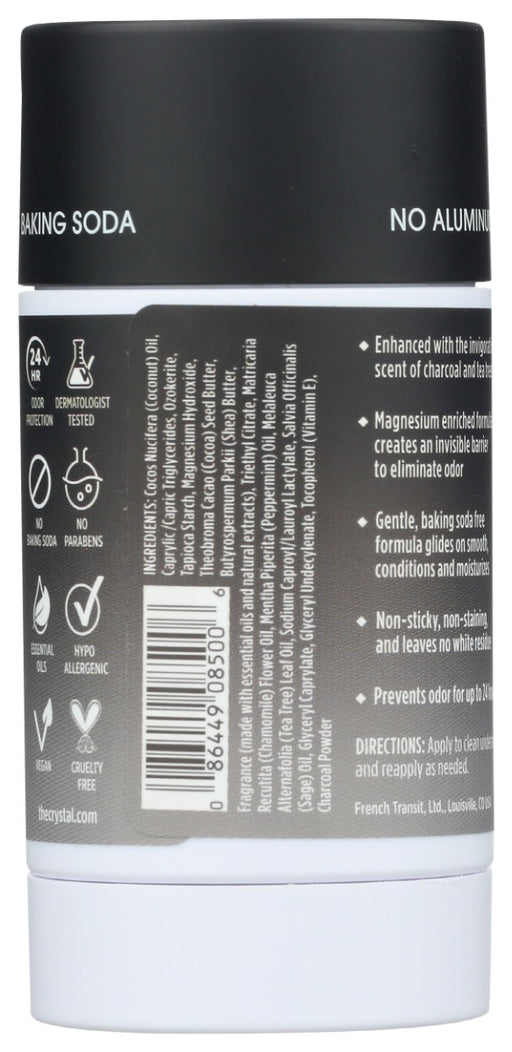 BAKING SODA
NO ALUMINU
24
HR
ODOR
PROTECTION
DERMATOLOGIST
TESTED
NO
BAKING SODA
NO
PARABENS
ESSENTIAL
OILS
HYPO
ALLERGENIC
VEGAN
CRUELTY
FREE
thecrystal.com
INGREDIENTS: Cocos Nucifera (Coconut) Oil,
Caprylic/Capric Triglycerides, Ozokerite,
Tapioca Starch, Magnesium Hydroxide,
Theobroma Cacao (Cocoa) Seed Butter,
Butyrospermum Parkii (Shea) Butter,
Fragrance (made with essential oils and natural extracts), Triethyl Citrate, Matricaria
Recutita (Chamomile) Flower Oil, Mentha Piperita (Peppermint) Oil, Melaleuca
Alternafolia (Tea Tree) Leaf Oil, Sodium Caproyl/Lauroyl Lactylate, Salvia Officinalis
(Sage) Oil, Glyceryl Caprylate, Glyceryl Undecylenate, Tocopherol (Vitamin E),
Charcoal Powder
0 86449 08500 6
Enhanced with the invigora
scent of charcoal and tea tree
Magnesium enriched formula
creates an invisible barrier
to eliminate odor
Gentle, baking soda free
formula glides on smooth,
conditions and moisturizes
Non-sticky, non-staining,
and leaves no white residue
Prevents odor for up to 24 ho
DIRECTIONS: Apply to clean undera
and reapply as needed.
French Transit, Ltd., Louisville, CO USA